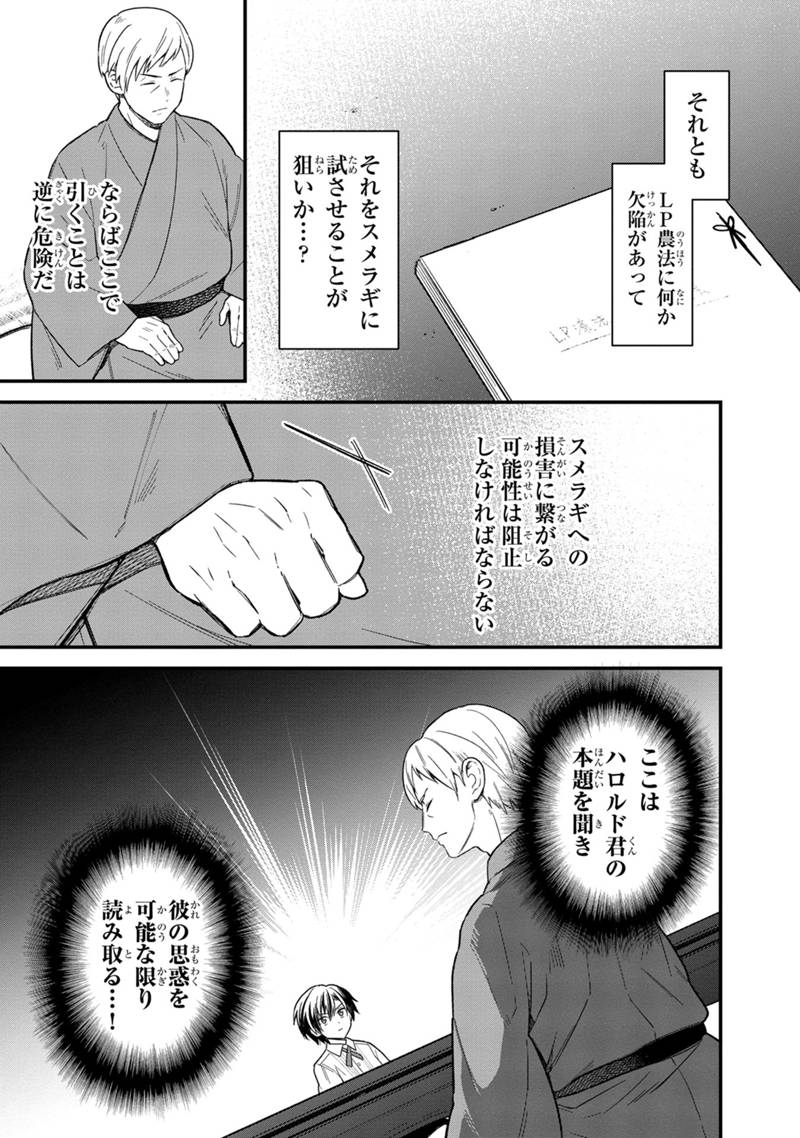 それとも
LP農法に何か
欠陥があって
それをスメラギに
試させることが
狙いか…?
ならばここで
引くことは
逆に危険だ
スメラギへの
損害に繋がる
可能性は阻止
しなければならない
ここは
ハロルド君の
本題を聞き
彼の思惑を
可能な限り
読み取る…!